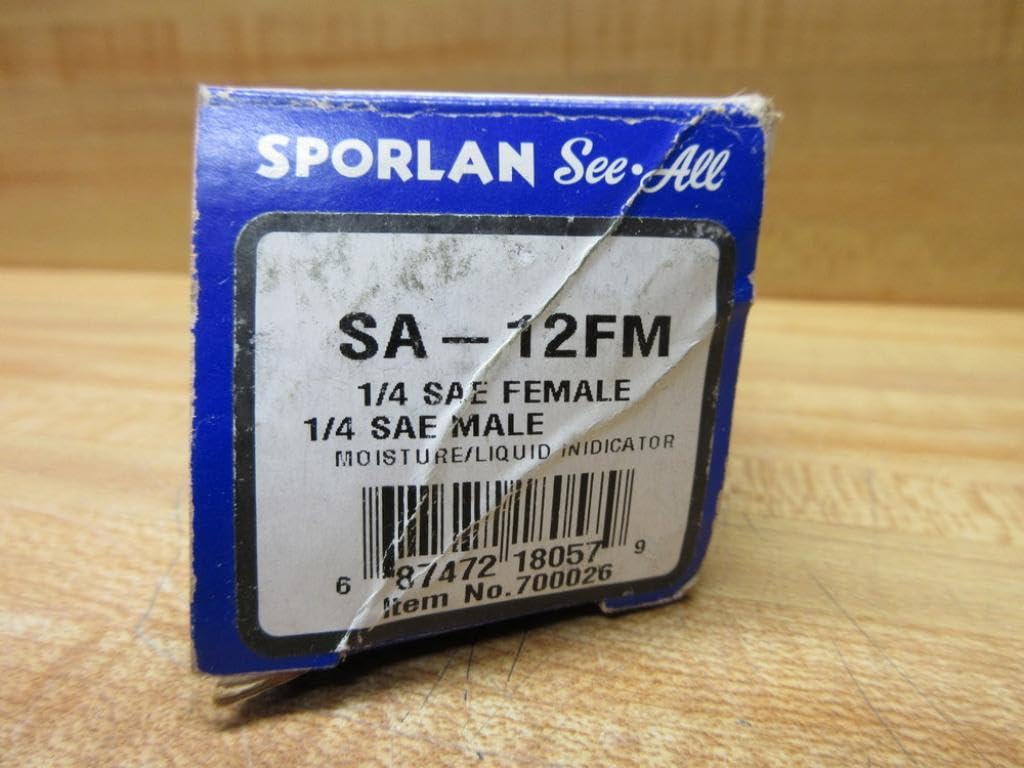 SPORLAN See·All
SA – 12FM
1/4 SAE FEMALE
1/4 SAE MALE
MOISTURE/LIQUID INIDICATOR
6 87472 18057 9
Item No. 700026